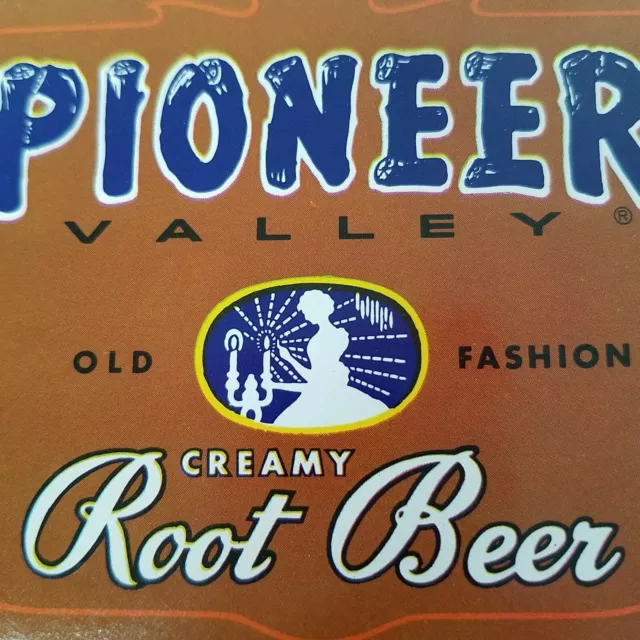 PIONEER
VALLEY®
OLD FASHION
CREAMY
Root Beer